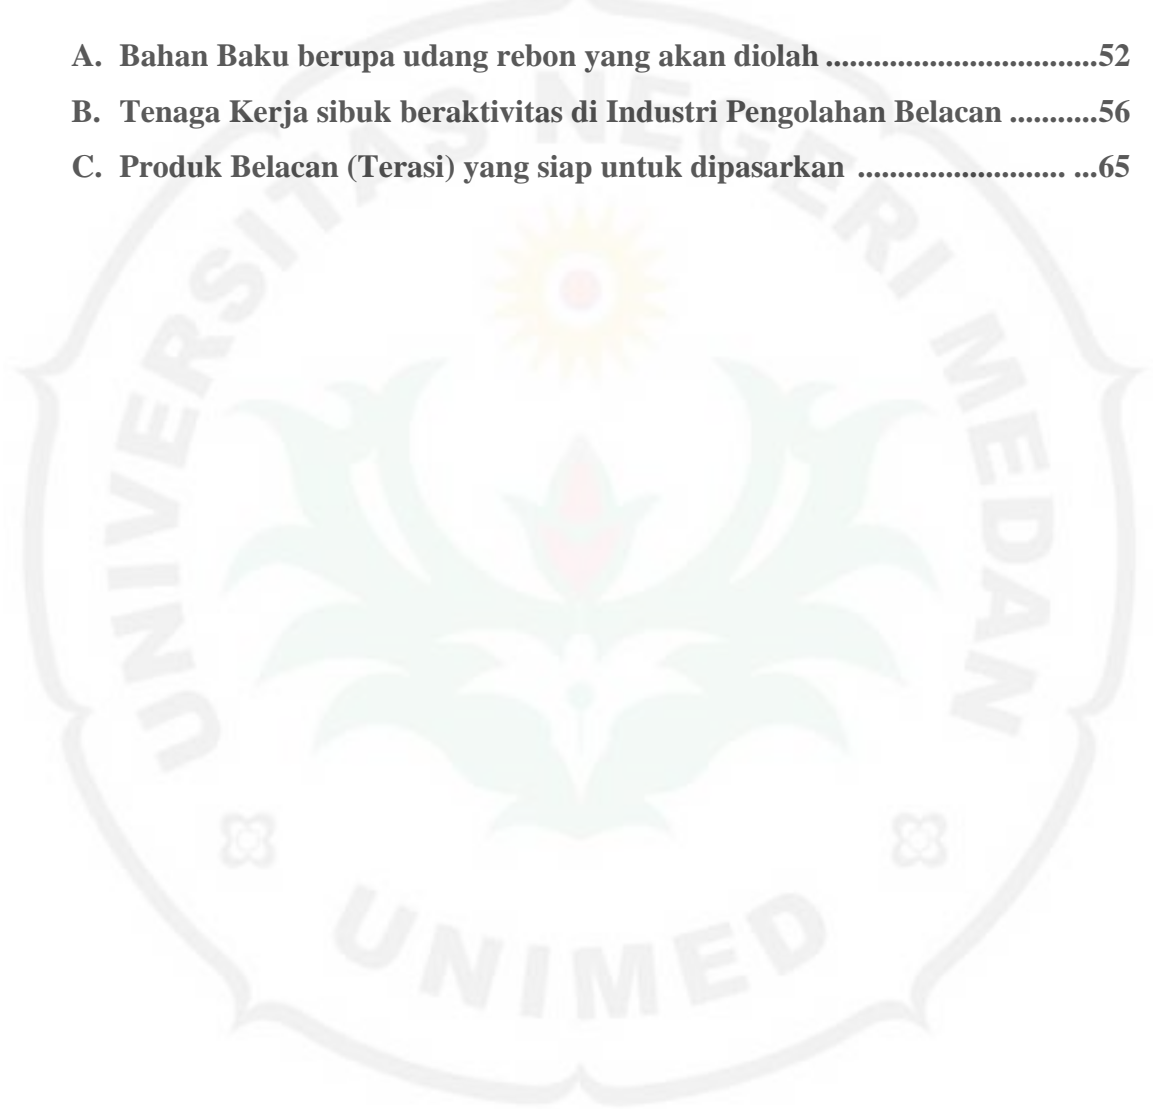 A. Bahan Baku berupa udang rebon yang akan diolah ..................................52
B. Tenaga Kerja sibuk beraktivitas di Industri Pengolahan Belacan ...........56
C. Produk Belacan (Terasi) yang siap untuk dipasarkan .......................... ...65
UNIVERSITAS NEGERI MEDAN
UNIMED